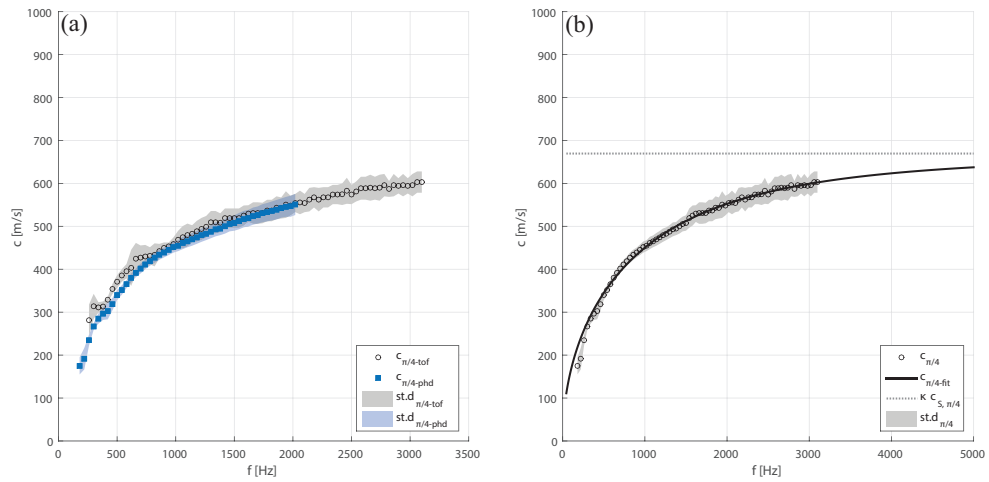 (a)
1000
900
800
700
600
500
400
300
200
100
0
c [m/s]
0 500 1000 1500 2000 2500 3000 3500
f [Hz]
c π/4-tof
c π/4-phd
st.d π/4-tof
st.d π/4-phd
(b)
1000
900
800
700
600
500
400
300
200
100
0
c [m/s]
0 1000 2000 3000 4000 5000
f [Hz]
c π/4
c π/4-fit
κ c S, π/4
st.d π/4